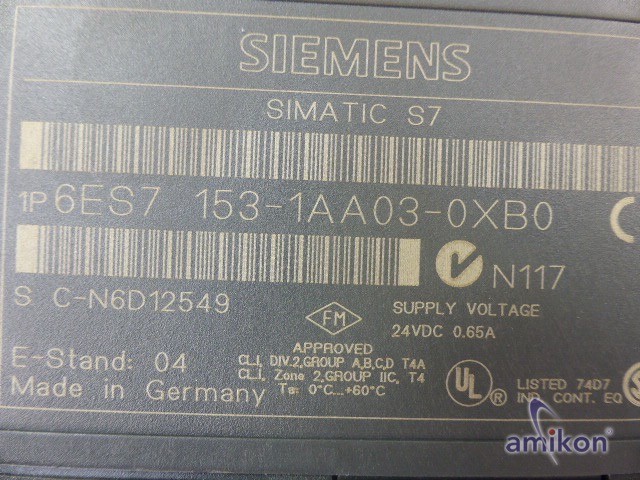 SIEMENS
SIMATIC S7
1P 6ES7 153-1AA03-0XB0
N117
S C-N6D12549
FM
APPROVED
SUPPLY VOLTAGE
24VDC 0.65A
CL.I, DIV.2,GROUP A,B,C,D T4A
CL.I, Zone 2,GROUP IIC, T4
Ta: 0°C...+60°C
E-Stand: 04
Made in Germany
UL ®
LISTED 74D7
IND. CONT. EQ
amikon